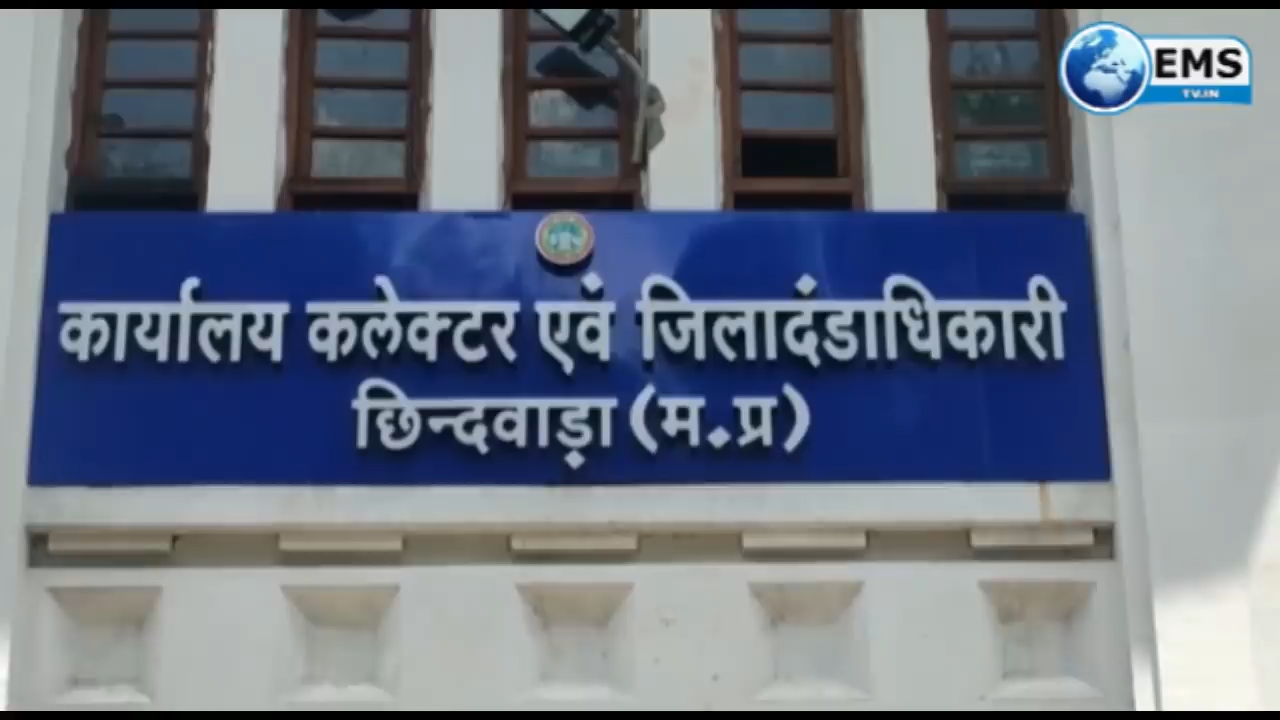 EMS
TV.IN
कार्यालय कलेक्टर एवं जिलादंडाधिकारी
छिन्दवाड़ा (म.प्र)